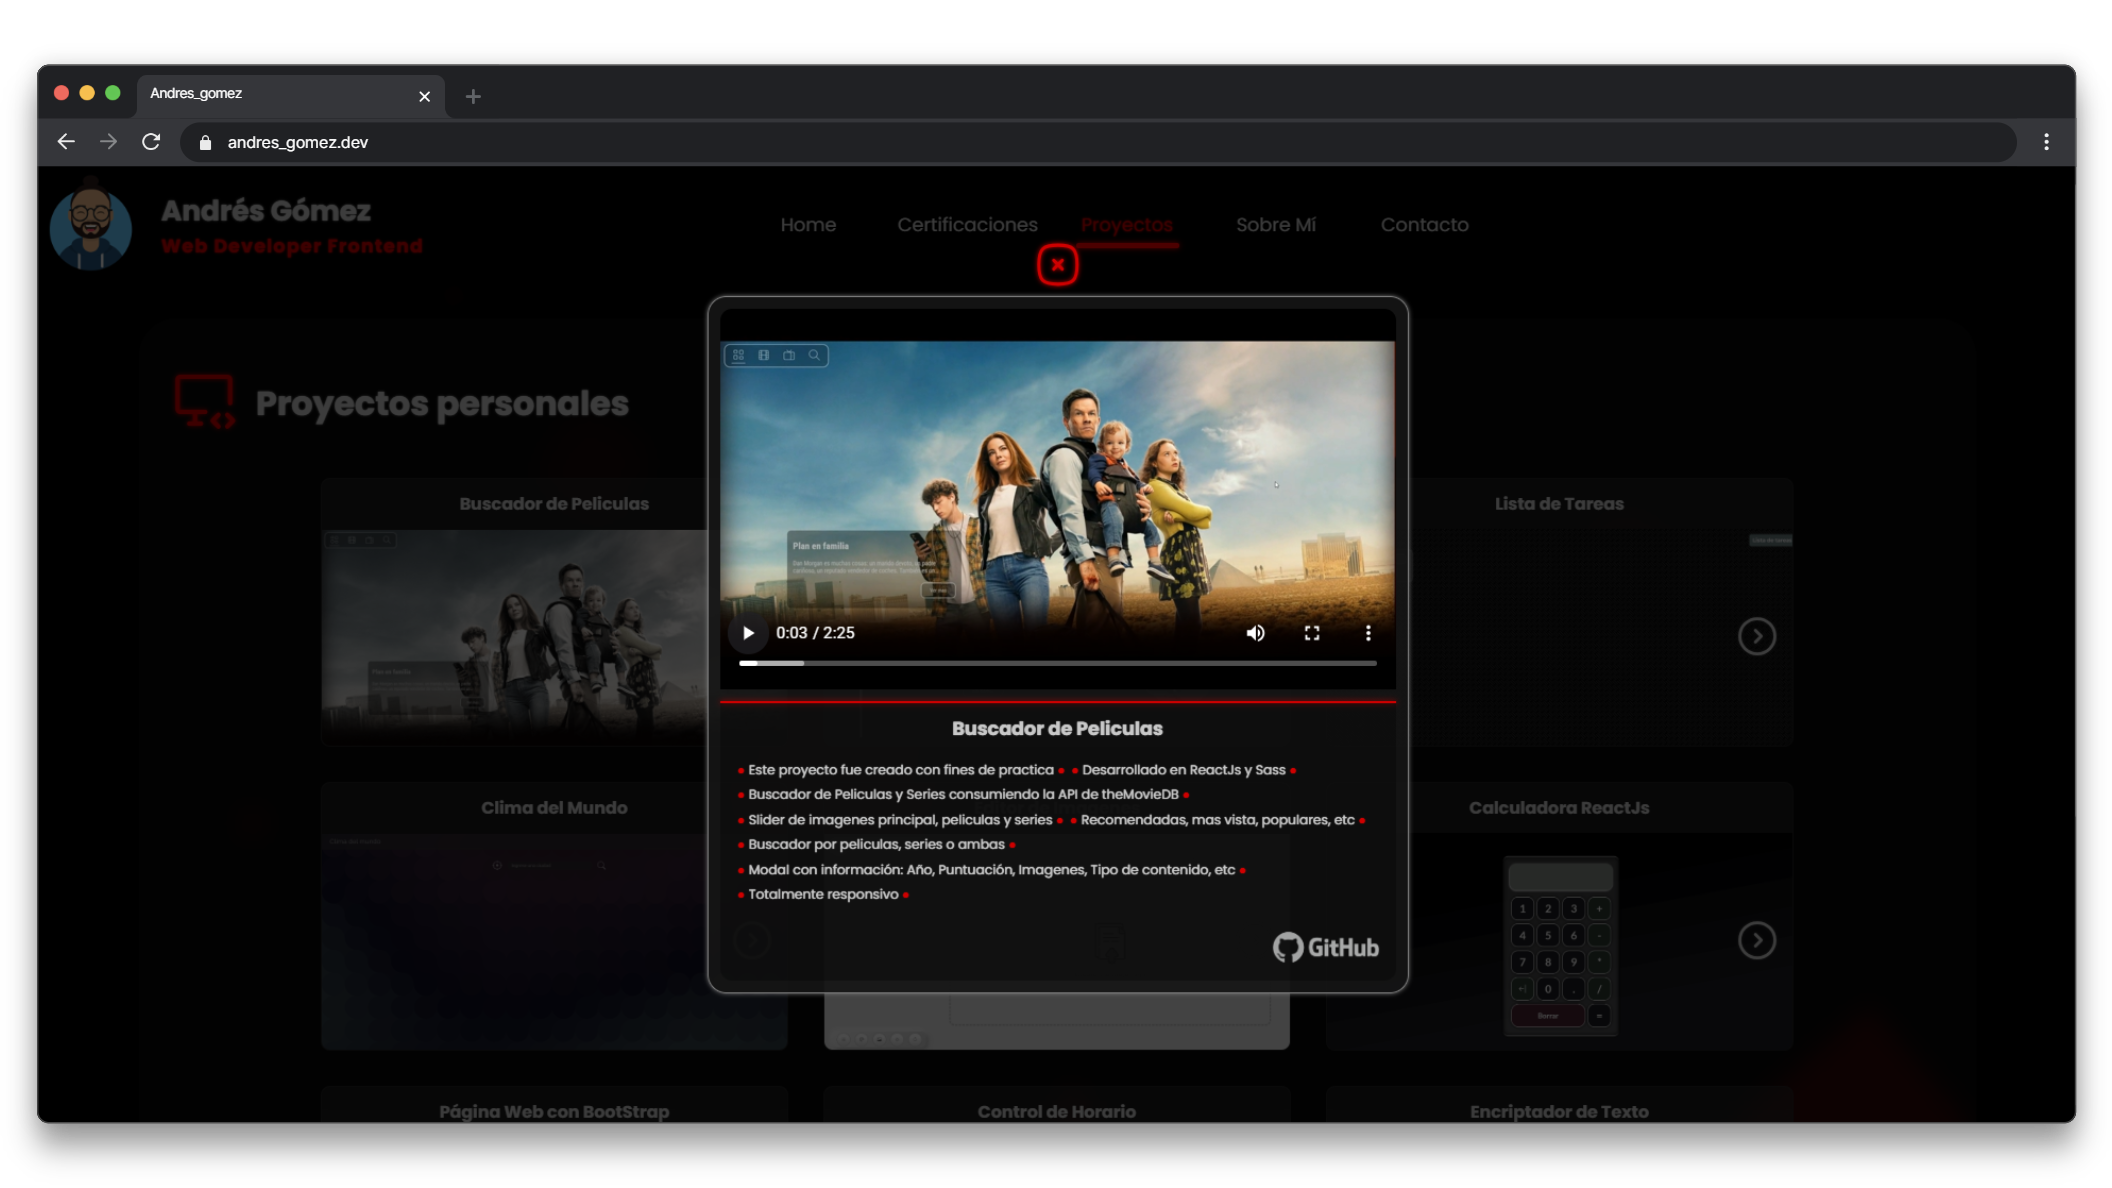 Andres_gomez
andres_gomez.dev
Andrés Gómez
Web Developer Frontend
Home
Certificaciones
Proyectos
Sobre Mí
Contacto
Proyectos personales
Buscador de Peliculas
Lista de Tareas
Plan en familia
0:03 / 2:25
Buscador de Peliculas
• Este proyecto fue creado con fines de practica • • Desarrollado en ReactJs y Sass •
• Buscador de Peliculas y Series consumiendo la API de theMovieDB •
• Slider de imagenes principal, peliculas y series • • Recomendadas, mas vista, populares, etc •
• Buscador por peliculas, series o ambas •
• Modal con información: Año, Puntuación, Imagenes, Tipo de contenido, etc •
• Totalmente responsivo •
GitHub
Clima del Mundo
Calculadora ReactJs
1 2 3 +
4 5 6 -
7 8 9 *
0 . /
Borrar =
Página Web con BootStrap
Control de Horario
Encriptador de Texto